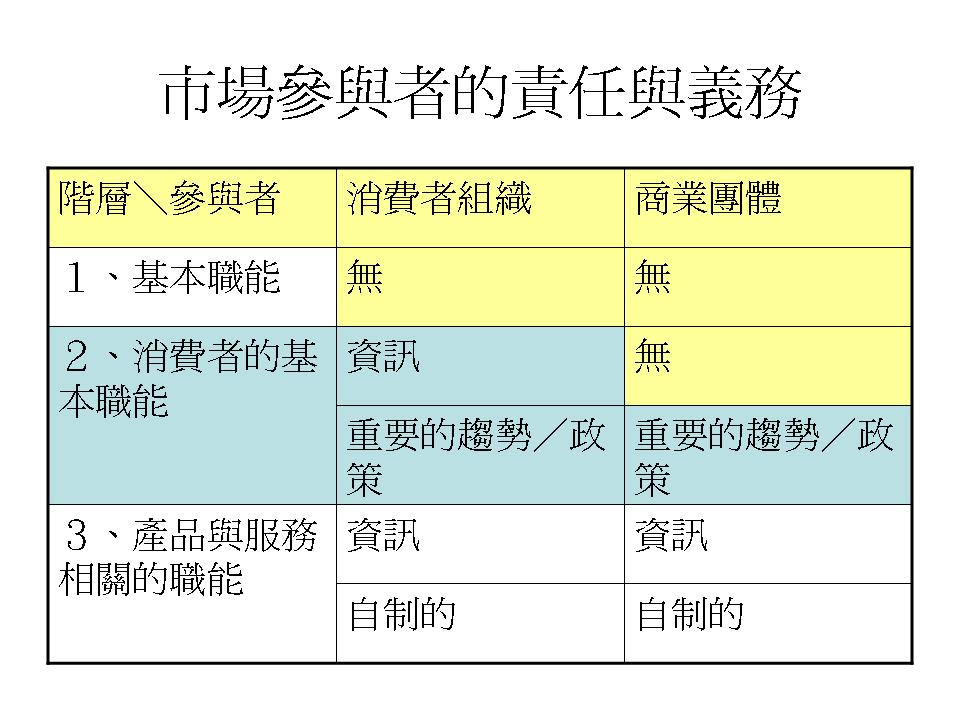 市場參與者的責任與義務
階層＼參與者
消費者組織
商業團體
１、基本職能
無
無
２、消費者的基
本職能
資訊
無
重要的趨勢／政
策
重要的趨勢／政
策
３、產品與服務
相關的職能
資訊
資訊
自制的
自制的